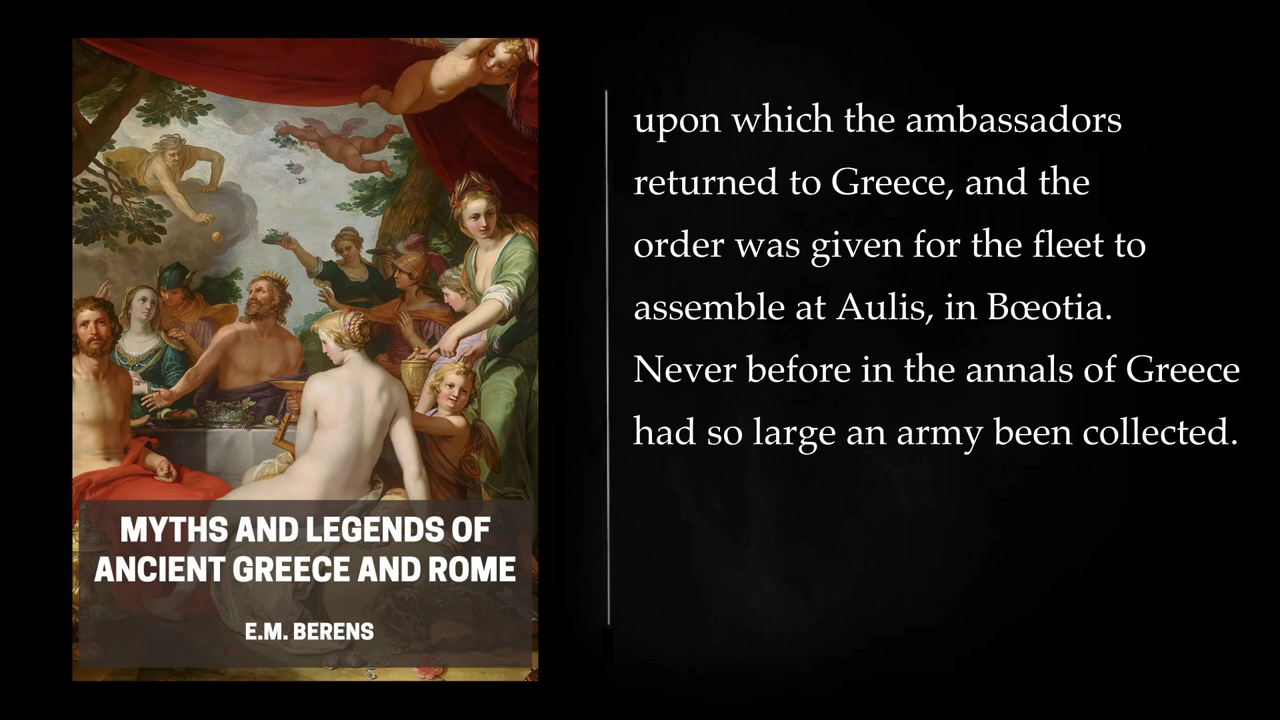 MYTHS AND LEGENDS OF
ANCIENT GREECE AND ROME
E.M. BERENS
upon which the ambassadors
returned to Greece, and the
order was given for the fleet to
assemble at Aulis, in Bœotia.
Never before in the annals of Greece
had so large an army been collected.